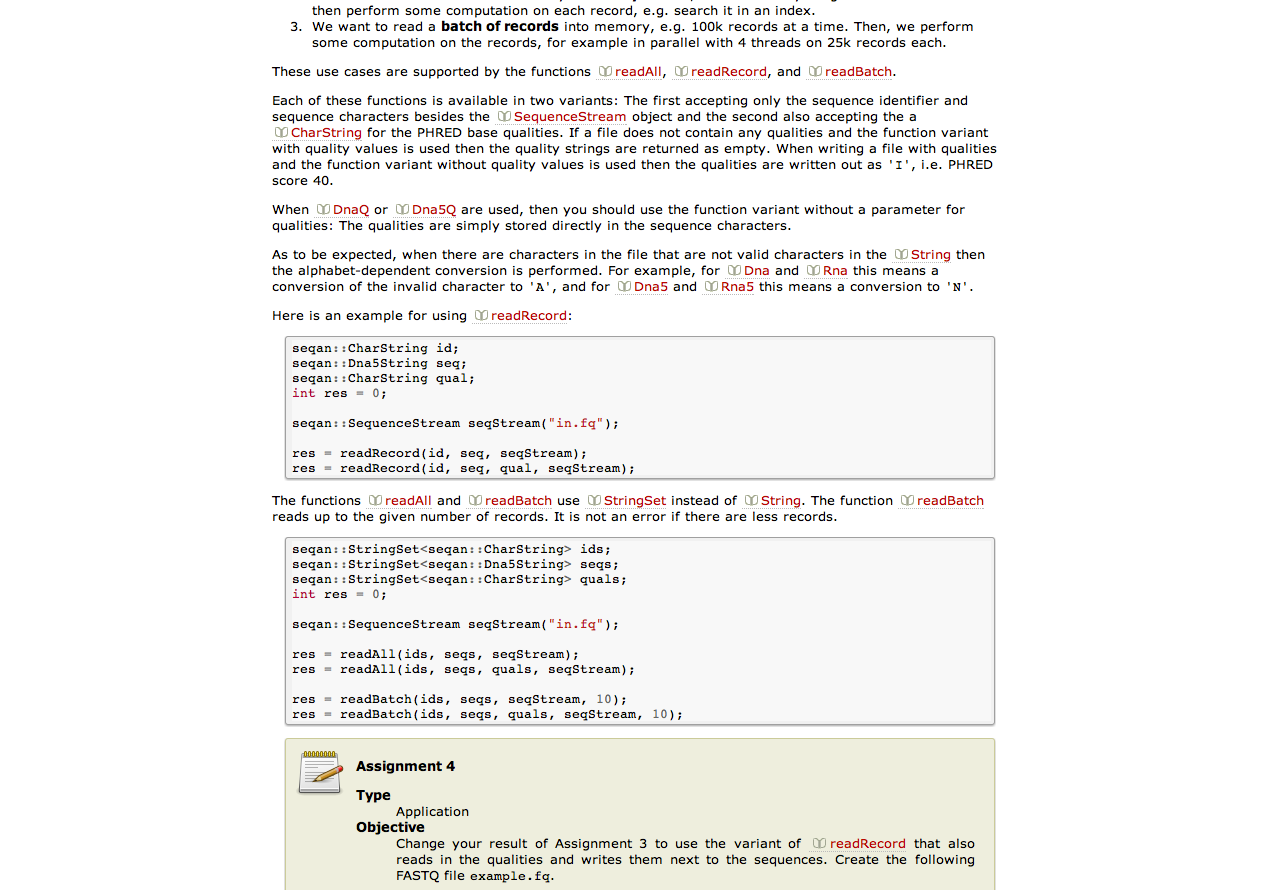 then perform some computation on each record, e.g. search it in an index.
3. We want to read a batch of records into memory, e.g. 100k records at a time. Then, we perform
some computation on the records, for example in parallel with 4 threads on 25k records each.
These use cases are supported by the functions readAll, readRecord, and readBatch.
Each of these functions is available in two variants: The first accepting only the sequence identifier and
sequence characters besides the SequenceStream object and the second also accepting the a
CharString for the PHRED base qualities. If a file does not contain any qualities and the function variant
with quality values is used then the quality strings are returned as empty. When writing a file with qualities
and the function variant without quality values is used then the qualities are written out as 'I', i.e. PHRED
score 40.
When DnaQ or Dna5Q are used, then you should use the function variant without a parameter for
qualities: The qualities are simply stored directly in the sequence characters.
As to be expected, when there are characters in the file that are not valid characters in the String then
the alphabet-dependent conversion is performed. For example, for Dna and Rna this means a
conversion of the invalid character to 'A', and for Dna5 and Rna5 this means a conversion to 'N'.
Here is an example for using readRecord:
seqan::CharString id;
seqan::Dna5String seq;
seqan::CharString qual;
int res = 0;
seqan::SequenceStream seqStream("in.fq");
res = readRecord(id, seq, seqStream);
res = readRecord(id, seq, qual, seqStream);
The functions readAll and readBatch use StringSet instead of String. The function readBatch
reads up to the given number of records. It is not an error if there are less records.
seqan::StringSet<seqan::CharString> ids;
seqan::StringSet<seqan::Dna5String> seqs;
seqan::StringSet<seqan::CharString> quals;
int res = 0;
seqan::SequenceStream seqStream("in.fq");
res = readAll(ids, seqs, seqStream);
res = readAll(ids, seqs, quals, seqStream);
res = readBatch(ids, seqs, seqStream, 10);
res = readBatch(ids, seqs, quals, seqStream, 10);
Assignment 4
Type
Application
Objective
Change your result of Assignment 3 to use the variant of readRecord that also
reads in the qualities and writes them next to the sequences. Create the following
FASTQ file example.fq.